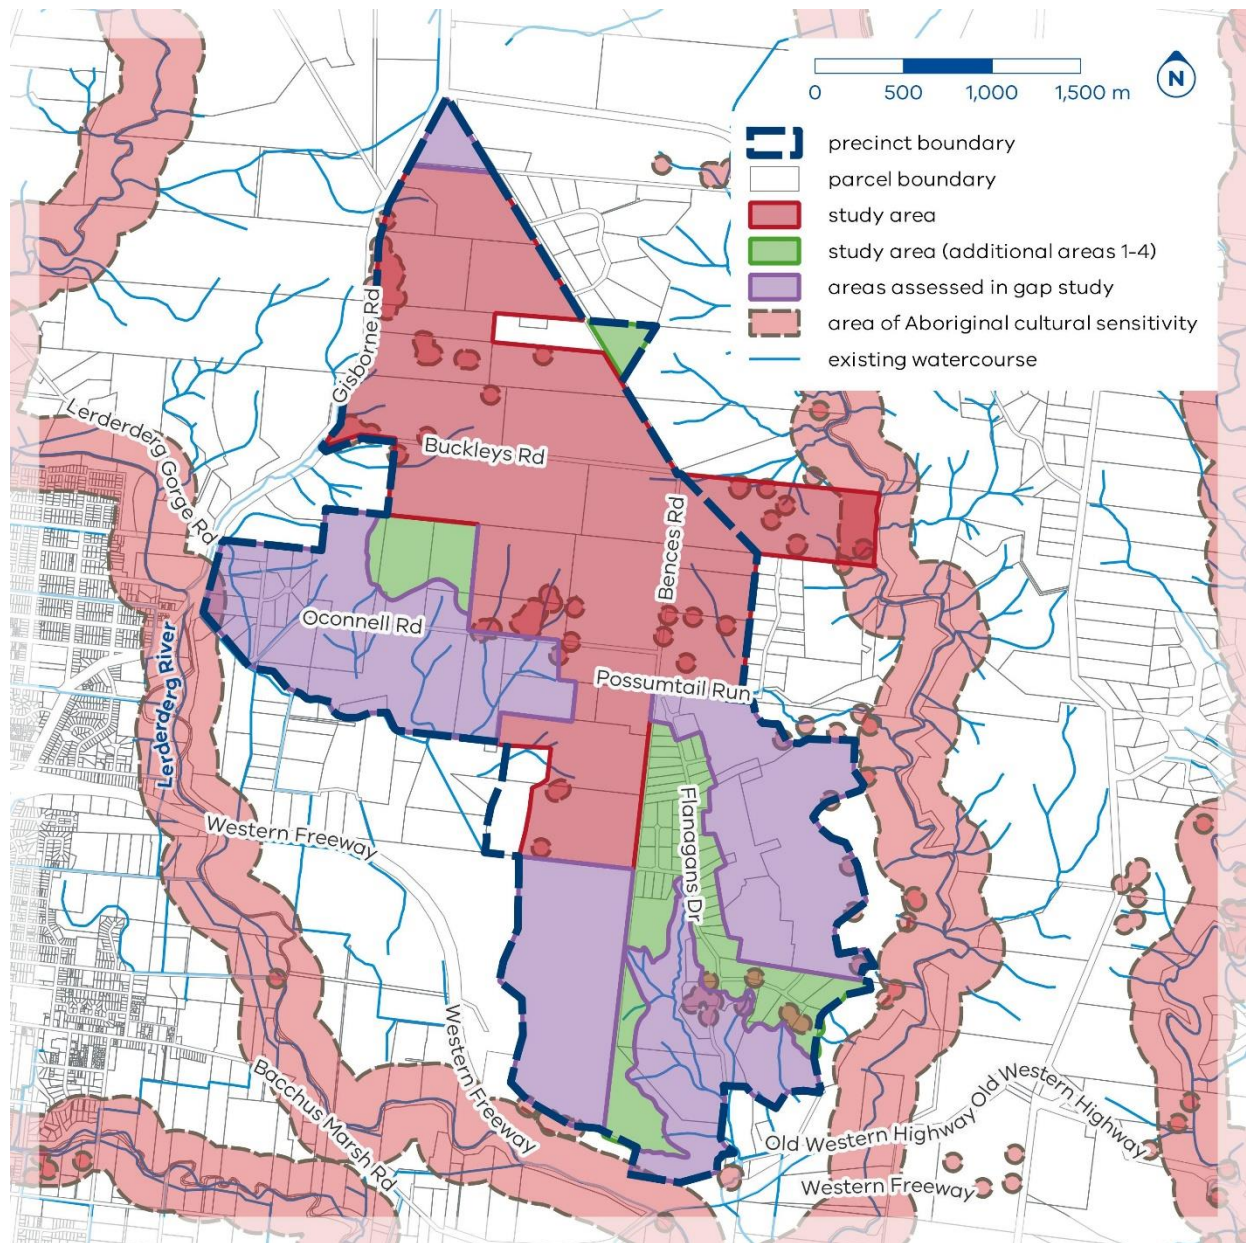 N
0 500 1,000 1,500 m
precinct boundary
parcel boundary
study area
study area (additional areas 1-4)
areas assessed in gap study
area of Aboriginal cultural sensitivity
existing watercourse
Gisborne Rd
Lerderderg Gorge Rd
Buckleys Rd
Bences Rd
Oconnell Rd
Possumtail Run
Lerderderg River
Flanagans Dr
Western Freeway
Western Freeway
Bacchus Marsh Rd
Old Western Highway
Old Western Highway
Western Freeway